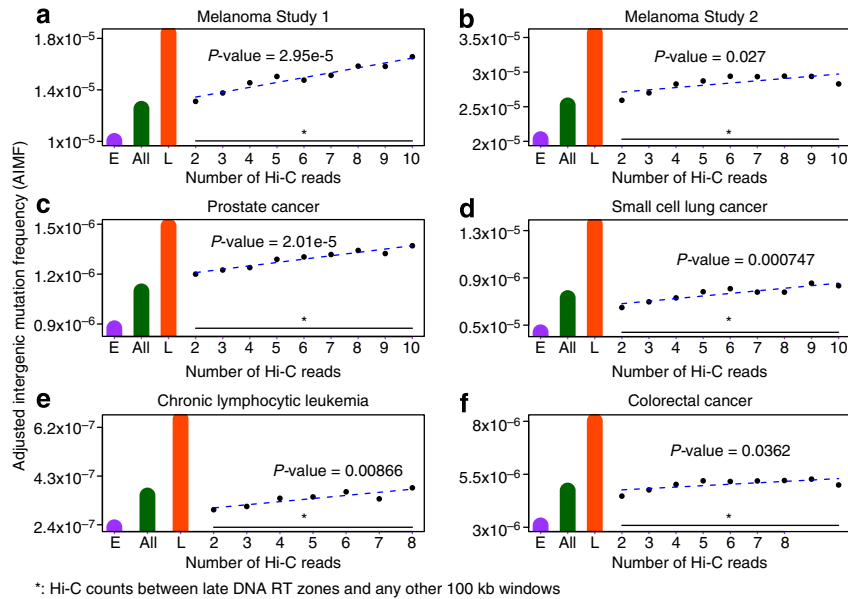 a Melanoma Study 1
1.8x10⁻⁵
1.4x10⁻⁵
1x10⁻⁵
P-value = 2.95e-5
*
E All L 2 3 4 5 6 7 8 9 10
Number of Hi-C reads
b Melanoma Study 2
3.5x10⁻⁵
3x10⁻⁵
2.5x10⁻⁵
2x10⁻⁵
P-value = 0.027
*
E All L 2 3 4 5 6 7 8 9 10
Number of Hi-C reads
Adjusted intergenic mutation frequency (AIMF)
c Prostate cancer
1.5x10⁻⁶
1.2x10⁻⁶
0.9x10⁻⁶
P-value = 2.01e-5
*
E All L 2 3 4 5 6 7 8 9 10
Number of Hi-C reads
d Small cell lung cancer
1.3x10⁻⁵
0.9x10⁻⁶
0.5x10⁻⁵
P-value = 0.000747
*
E All L 2 3 4 5 6 7 8 9 10
Number of Hi-C reads
e Chronic lymphocytic leukemia
6.2x10⁻⁷
4.3x10⁻⁷
2.4x10⁻⁷
P-value = 0.00866
*
E All L 2 3 4 5 6 7 8
Number of Hi-C reads
f Colorectal cancer
8x10⁻⁶
5.5x10⁻⁶
3x10⁻⁶
P-value = 0.0362
*
E All L 2 3 4 5 6 7 8
Number of Hi-C reads
*: Hi-C counts between late DNA RT zones and any other 100 kb windows